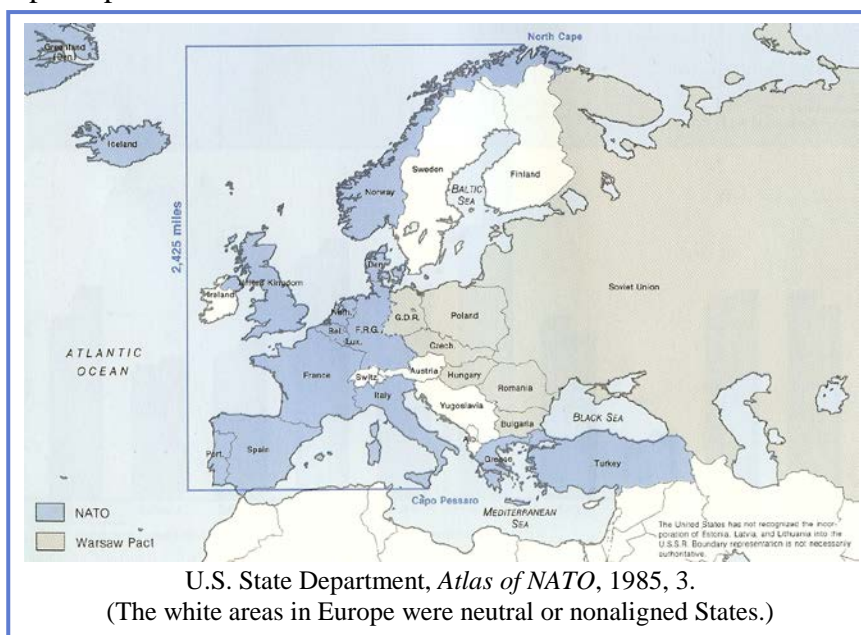 North Cape
Greenland
(Den)
Iceland
Sweden
Finland
Norway
BALTIC
SEA
2,425 miles
Den.
United Kingdom
Ireland
Soviet Union
Neth.
G.D.R.
Poland
Bel.
F.R.G.
Lux.
Czech.
ATLANTIC
OCEAN
France
Switz.
Austria
Hungary
Romania
Italy
Yugoslavia
BLACK SEA
Bulgaria
Port.
Spain
Greece
Turkey
Capo Pessaro
MEDITERRANEAN
SEA
NATO
Warsaw Pact
The United States has not recognized the incor-
poration of Estonia, Latvia, and Lithuania into the
U.S.S.R. Boundary representation is not necessarily
authoritative.
U.S. State Department, Atlas of NATO, 1985, 3.
(The white areas in Europe were neutral or nonaligned States.)